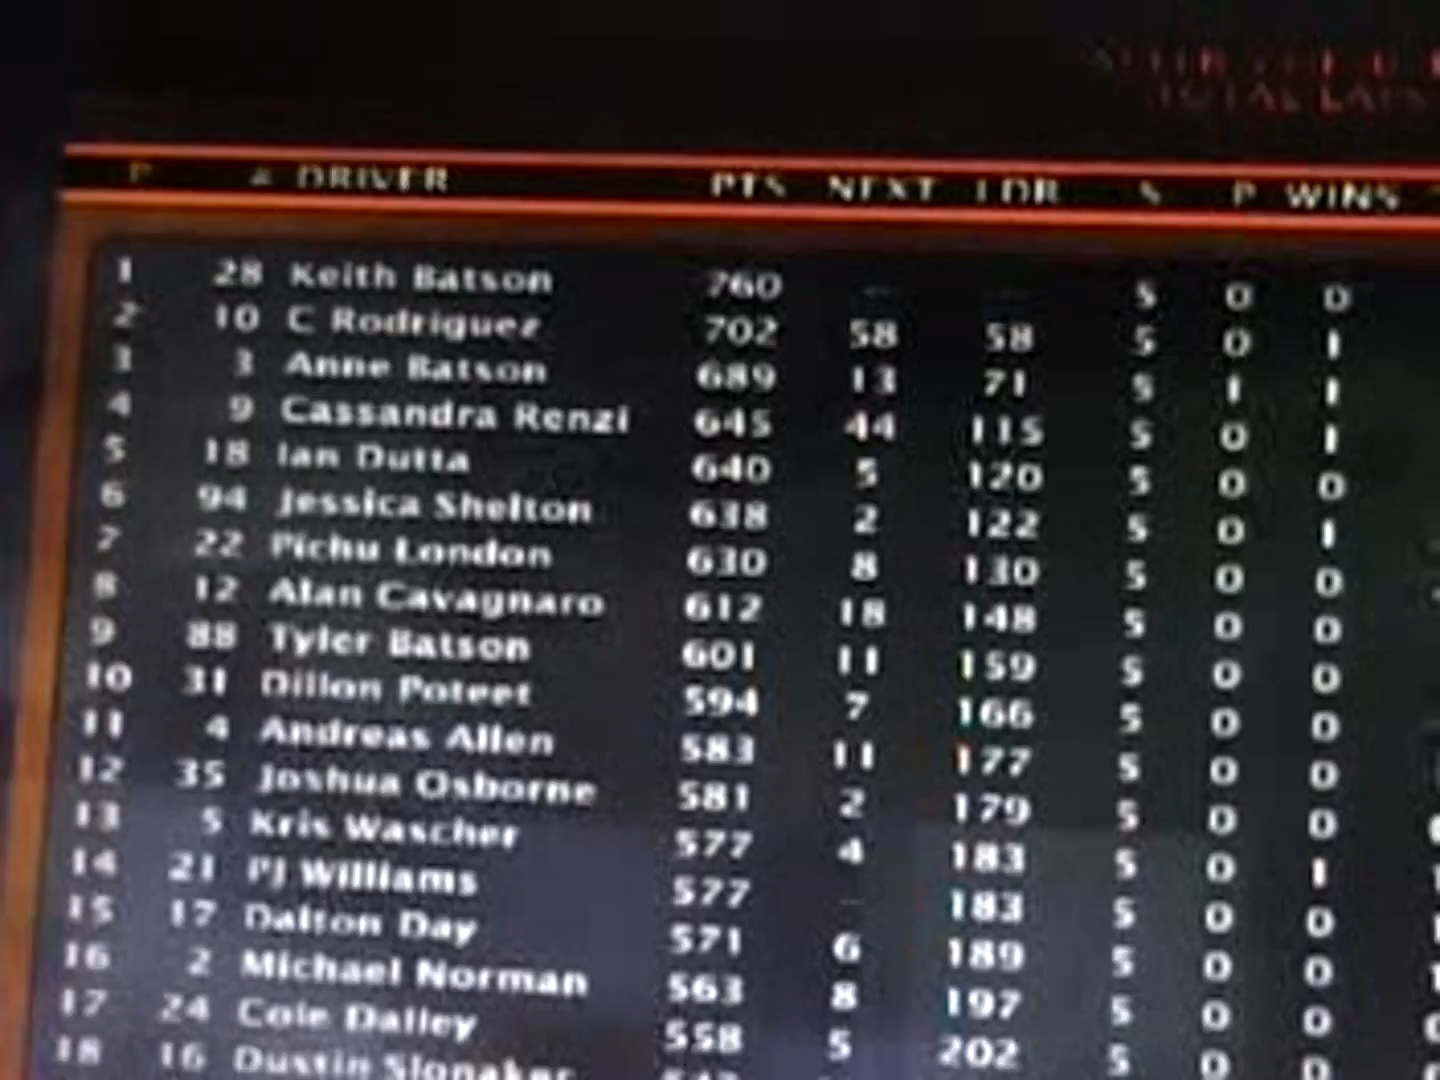 TOTAL LAPS
P # DRIVER PTS NEXT LDR S P WINS
1 28 Keith Batson 760 -- -- 5 0 0
2 10 C Rodriguez 702 58 58 5 0 1
3 3 Anne Batson 689 13 71 5 1 1
4 9 Cassandra Renzi 645 44 115 5 0 1
5 18 Ian Dutta 640 5 120 5 0 0
6 94 Jessica Shelton 638 2 122 5 0 1
7 22 Pichu London 630 8 130 5 0 0
8 12 Alan Cavagnaro 612 18 148 5 0 0
9 88 Tyler Batson 601 11 159 5 0 0
10 31 Dillon Poteet 594 7 166 5 0 0
11 4 Andreas Allen 583 11 177 5 0 0
12 35 Joshua Osborne 581 2 179 5 0 0
13 5 Kris Wascher 577 4 183 5 0 1
14 21 PJ Williams 577 -- 183 5 0 0
15 17 Dalton Day 571 6 189 5 0 0
16 2 Michael Norman 563 8 197 5 0 0
17 24 Cole Dailey 558 5 202 5 0 0
18 16 Dustin Slonaker